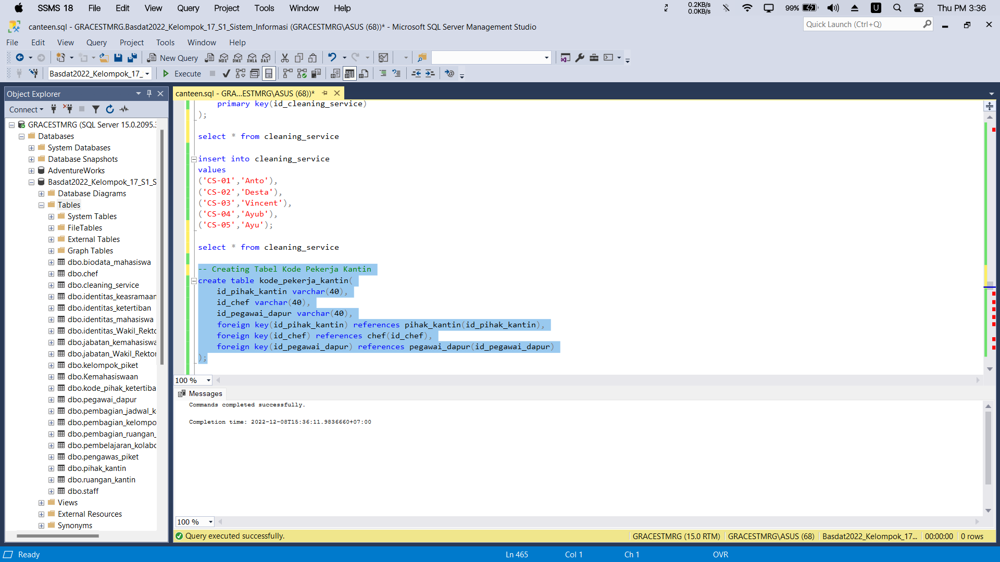 SSMS 18 File Edit View Query Project Tools Window Help 0.2KB/s 0.0KB/s 99% U Thu PM 3:36
canteen.sql - GRACESTMRG.Basdat2022_Kelompok_17_S1_Sistem_Informasi (GRACESTMRG\ASUS (68))* - Microsoft SQL Server Management Studio
Quick Launch (Ctrl+Q)
File Edit View Query Project Tools Window Help
New Query MDX DMX XMLA DAX
Basdat2022_Kelompok_17_ Execute
Object Explorer
Connect
GRACESTMRG (SQL Server 15.0.2095.3
Databases
System Databases
Database Snapshots
AdventureWorks
Basdat2022_Kelompok_17_S1_S
Database Diagrams
Tables
System Tables
FileTables
External Tables
Graph Tables
dbo.biodata_mahasiswa
dbo.chef
dbo.cleaning_service
dbo.identitas_keasramaan
dbo.identitas_ketertiban
dbo.identitas_mahasiswa
dbo.identitas_Wakil_Rekto
dbo.jabatan_kemahasiswa
dbo.jabatan_Wakil_Rektor
dbo.kelompok_piket
dbo.Kemahasiswaan
dbo.kode_pihak_ketertiba
dbo.pegawai_dapur
dbo.pembagian_jadwal_k
dbo.pembagian_kelompo
dbo.pembagian_ruangan_
dbo.pembelajaran_kolabo
dbo.pengawas_piket
dbo.pihak_kantin
dbo.ruangan_kantin
dbo.staff
Views
External Resources
Synonyms
canteen.sql - GRA...ESTMRG\ASUS (68))*
primary key(id_cleaning_service)
);
select * from cleaning_service
insert into cleaning_service
values
('CS-01','Anto'),
('CS-02','Desta'),
('CS-03','Vincent'),
('CS-04','Ayub'),
('CS-05','Ayu');
select * from cleaning_service
-- Creating Tabel Kode Pekerja Kantin
create table kode_pekerja_kantin(
id_pihak_kantin varchar(40),
id_chef varchar(40),
id_pegawai_dapur varchar(40),
foreign key(id_pihak_kantin) references pihak_kantin(id_pihak_kantin),
foreign key(id_chef) references chef(id_chef),
foreign key(id_pegawai_dapur) references pegawai_dapur(id_pegawai_dapur)
);
100 %
Messages
Commands completed successfully.
Completion time: 2022-12-08T15:36:11.9836660+07:00
100 %
Query executed successfully. GRACESTMRG (15.0 RTM) GRACESTMRG\ASUS (68) Basdat2022_Kelompok_17... 00:00:00 0 rows
Ready Ln 465 Col 1 Ch 1 OVR